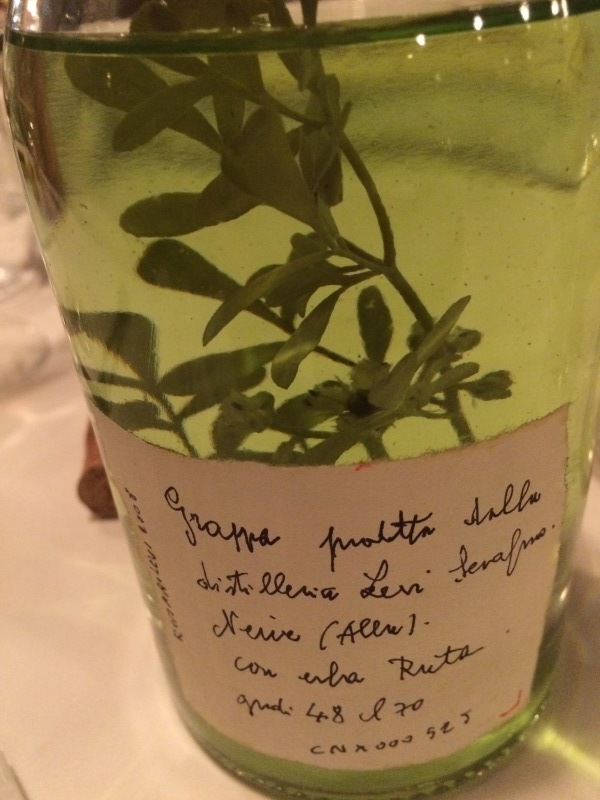 Grappa prodotta dalla
distilleria Levi Serafino.
Neive (Alba).
con erba Ruta
gradi 48 cl 70
CNX000525